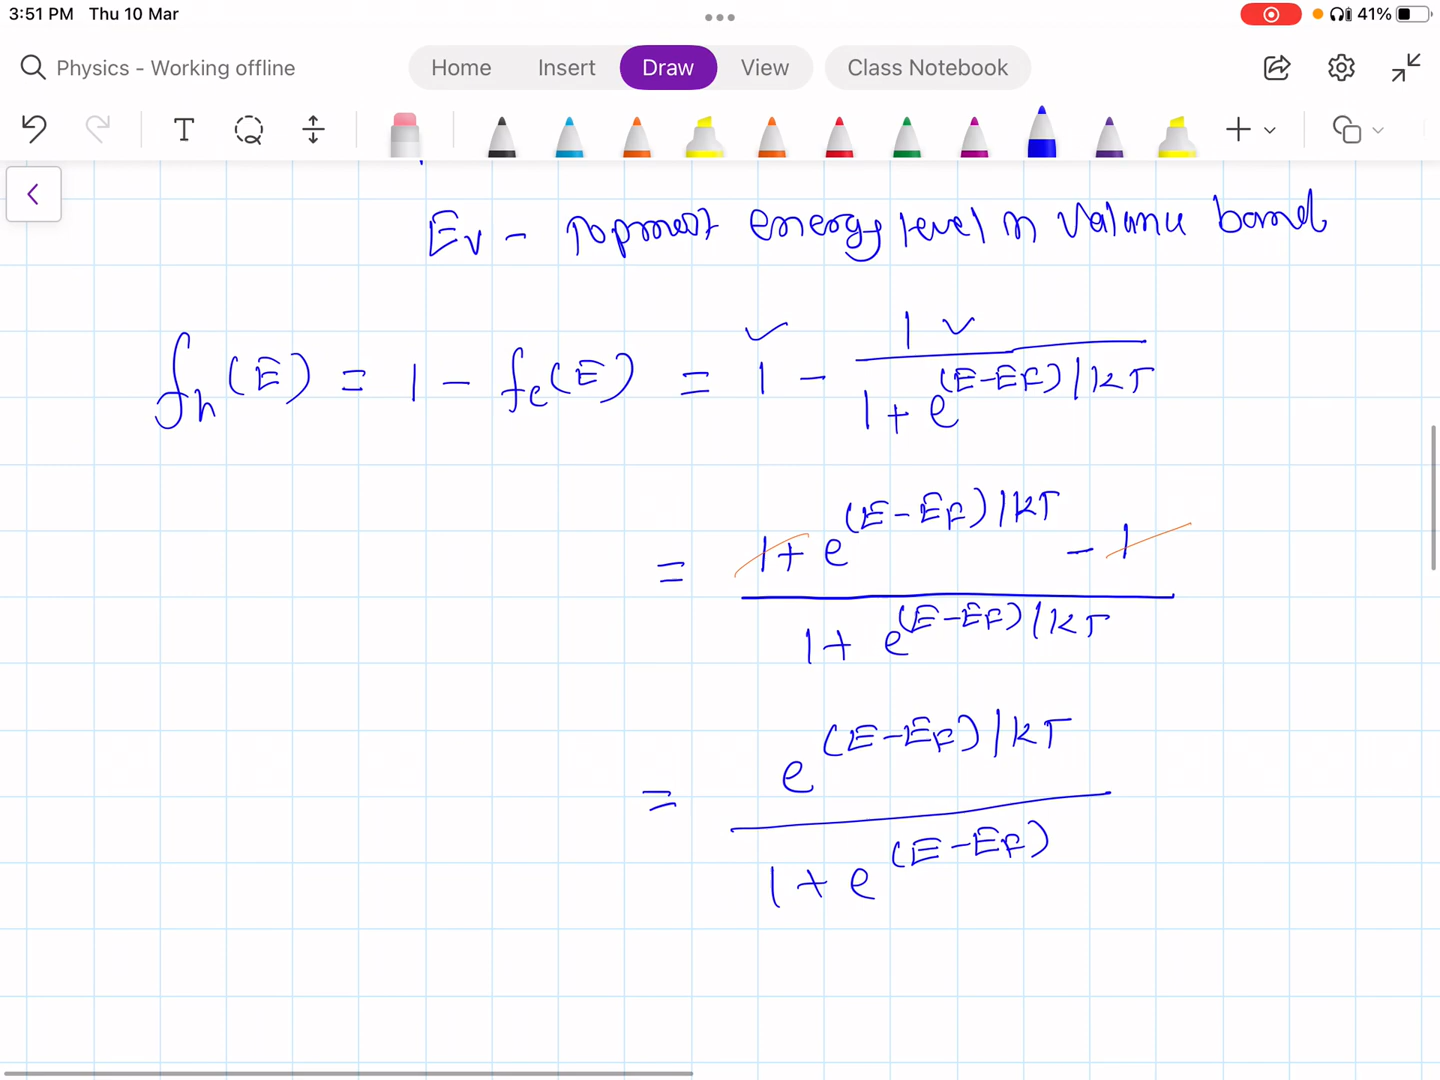 3:51 PM Thu 10 Mar 41%
Physics - Working offline Home Insert Draw View Class Notebook
T
Ev - Topmost energy level in Valance band
fh(E) = 1 - fe(E) = 1 - 1 / 1 + e^(E-EF)/KT
= 1 + e^(E-EF)/KT - 1 / 1 + e^(E-EF)/KT
= e^(E-EF)/KT / 1 + e^(E-EF)